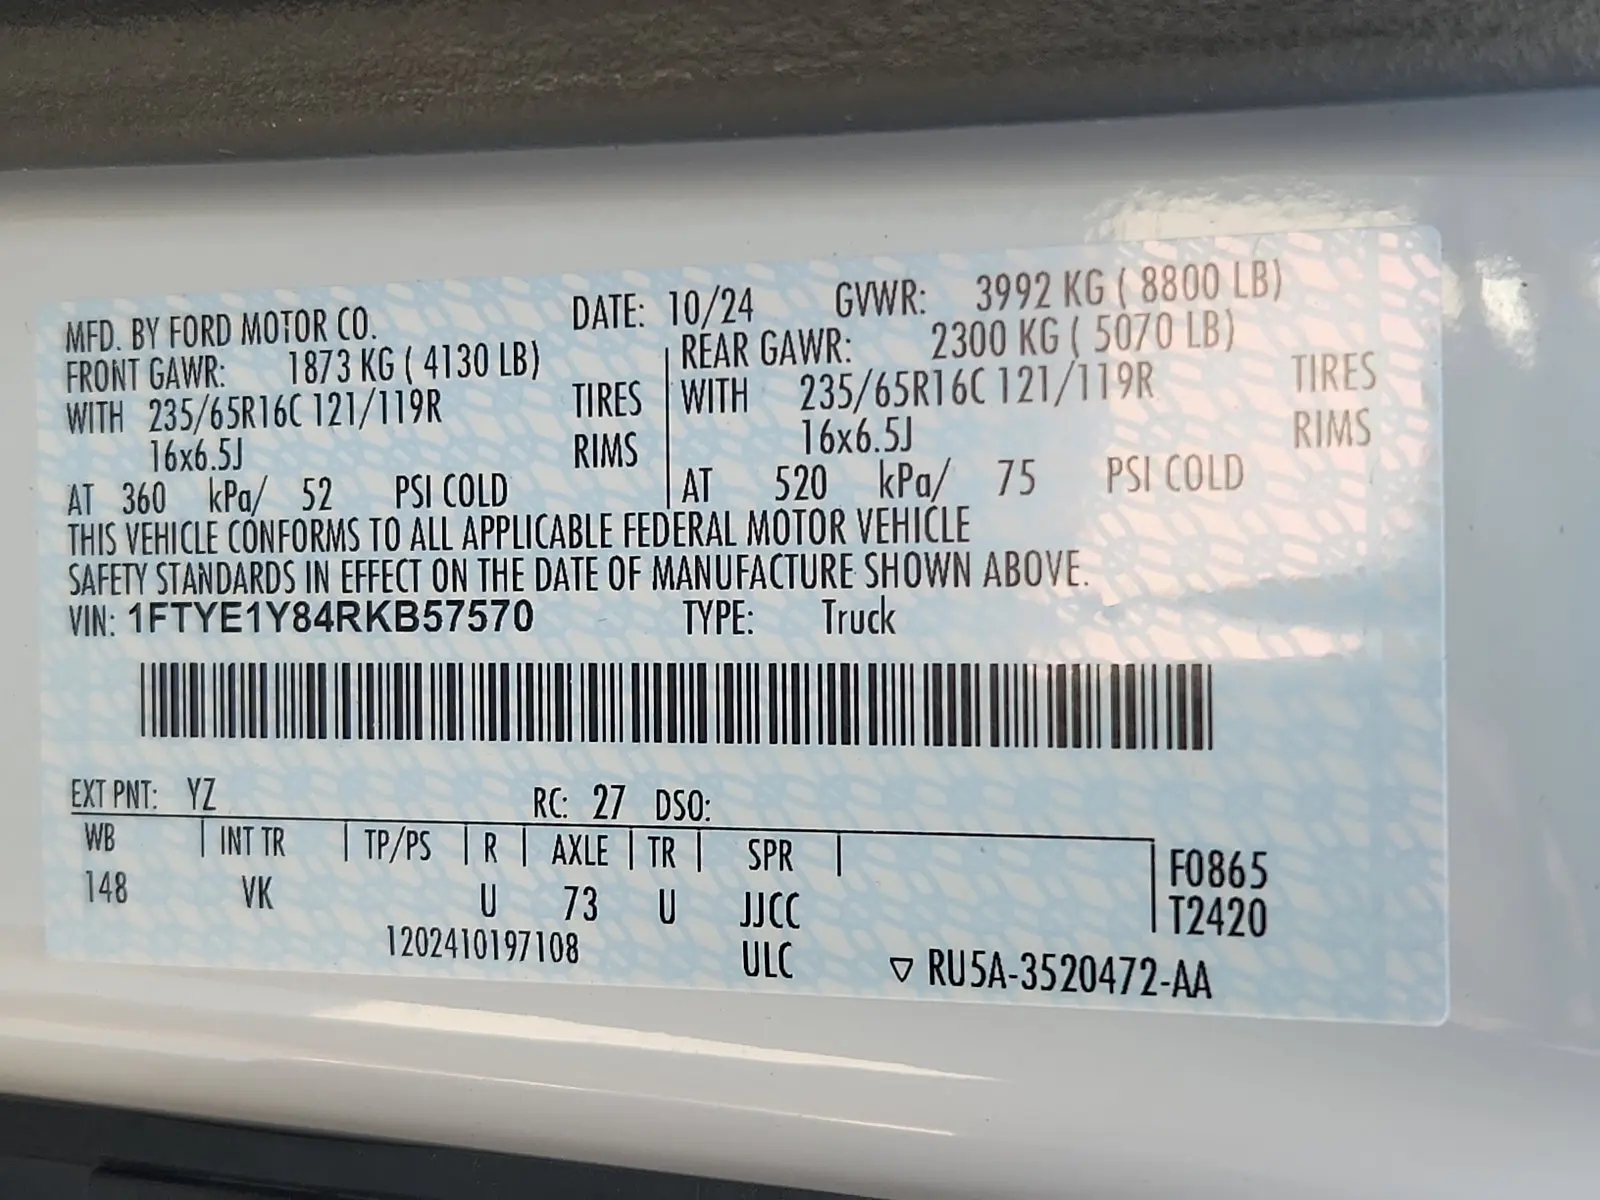 MFD. BY FORD MOTOR CO. DATE: 10/24 GVWR: 3992 KG ( 8800 LB)
FRONT GAWR: 1873 KG ( 4130 LB) REAR GAWR: 2300 KG ( 5070 LB)
WITH 235/65R16C 121/119R TIRES WITH 235/65R16C 121/119R TIRES
16x6.5J RIMS 16x6.5J RIMS
AT 360 kPa/ 52 PSI COLD AT 520 kPa/ 75 PSI COLD
THIS VEHICLE CONFORMS TO ALL APPLICABLE FEDERAL MOTOR VEHICLE
SAFETY STANDARDS IN EFFECT ON THE DATE OF MANUFACTURE SHOWN ABOVE.
VIN: 1FTYE1Y84RKB57570 TYPE: Truck
EXT PNT: YZ RC: 27 DSO:
WB INT TR TP/PS R AXLE TR SPR F0865
148 VK U 73 U JJCC T2420
1202410197108 ULC ▽ RU5A-3520472-AA